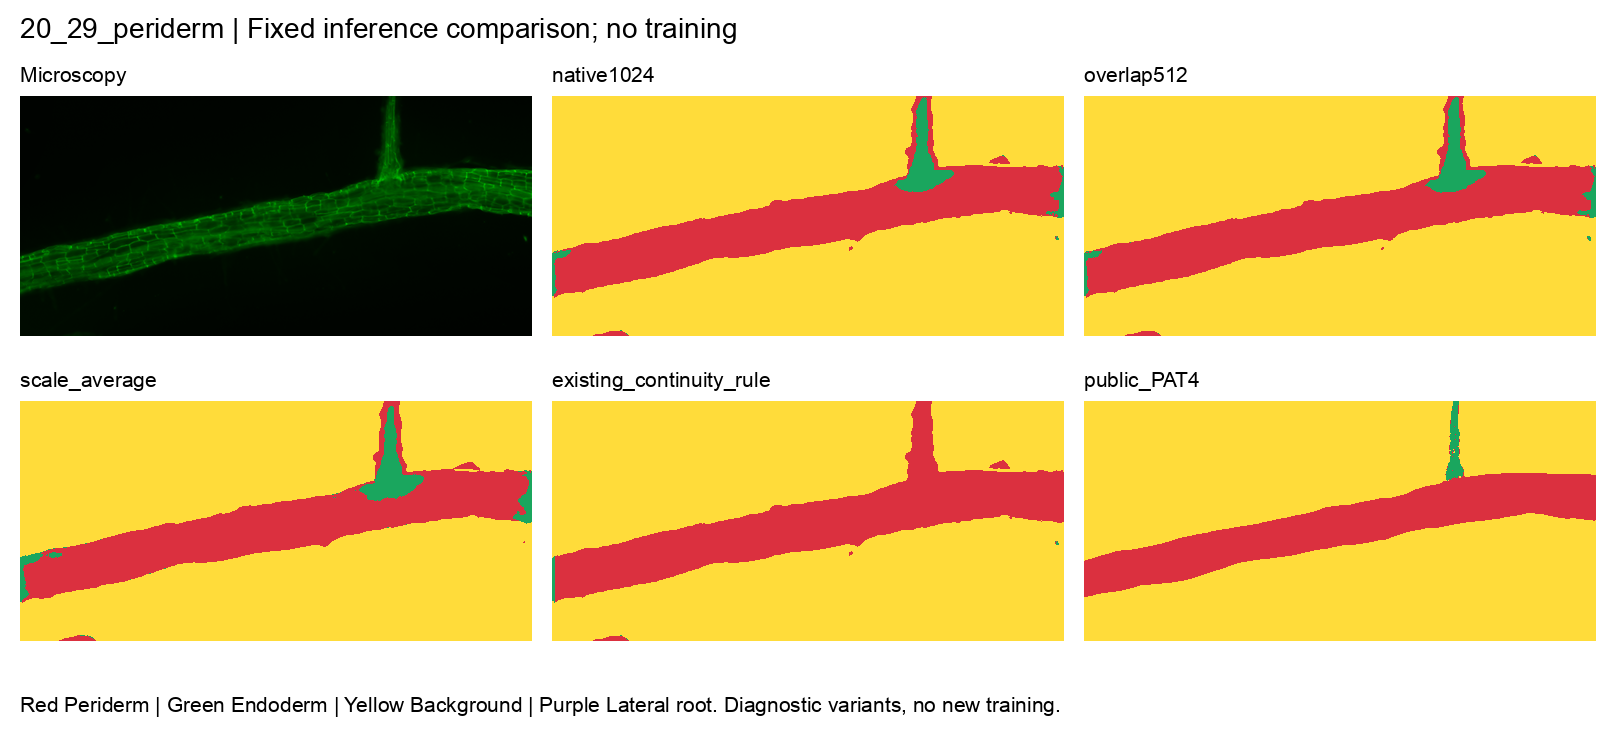 20_29_periderm | Fixed inference comparison; no training
Microscopy
native1024
overlap512
scale_average
existing_continuity_rule
public_PAT4
Red Periderm | Green Endoderm | Yellow Background | Purple Lateral root. Diagnostic variants, no new training.